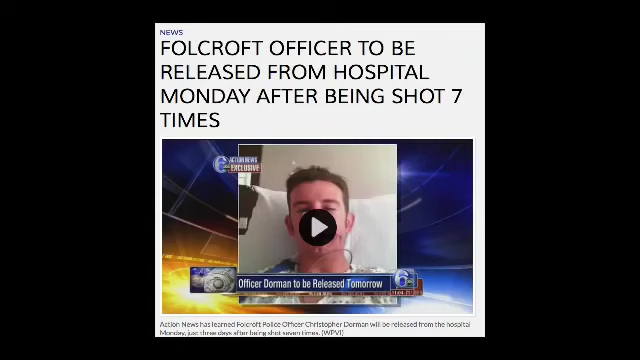 NEWS
FOLCROFT OFFICER TO BE
RELEASED FROM HOSPITAL
MONDAY AFTER BEING SHOT 7
TIMES
6abc ACTION NEWS
EXCLUSIVE
Officer Dorman to be Released Tomorrow
6
Action News has learned Folcroft Police Officer Christopher Dorman will be released from the hospital
Monday, just three days after being shot seven times. (WPVI)